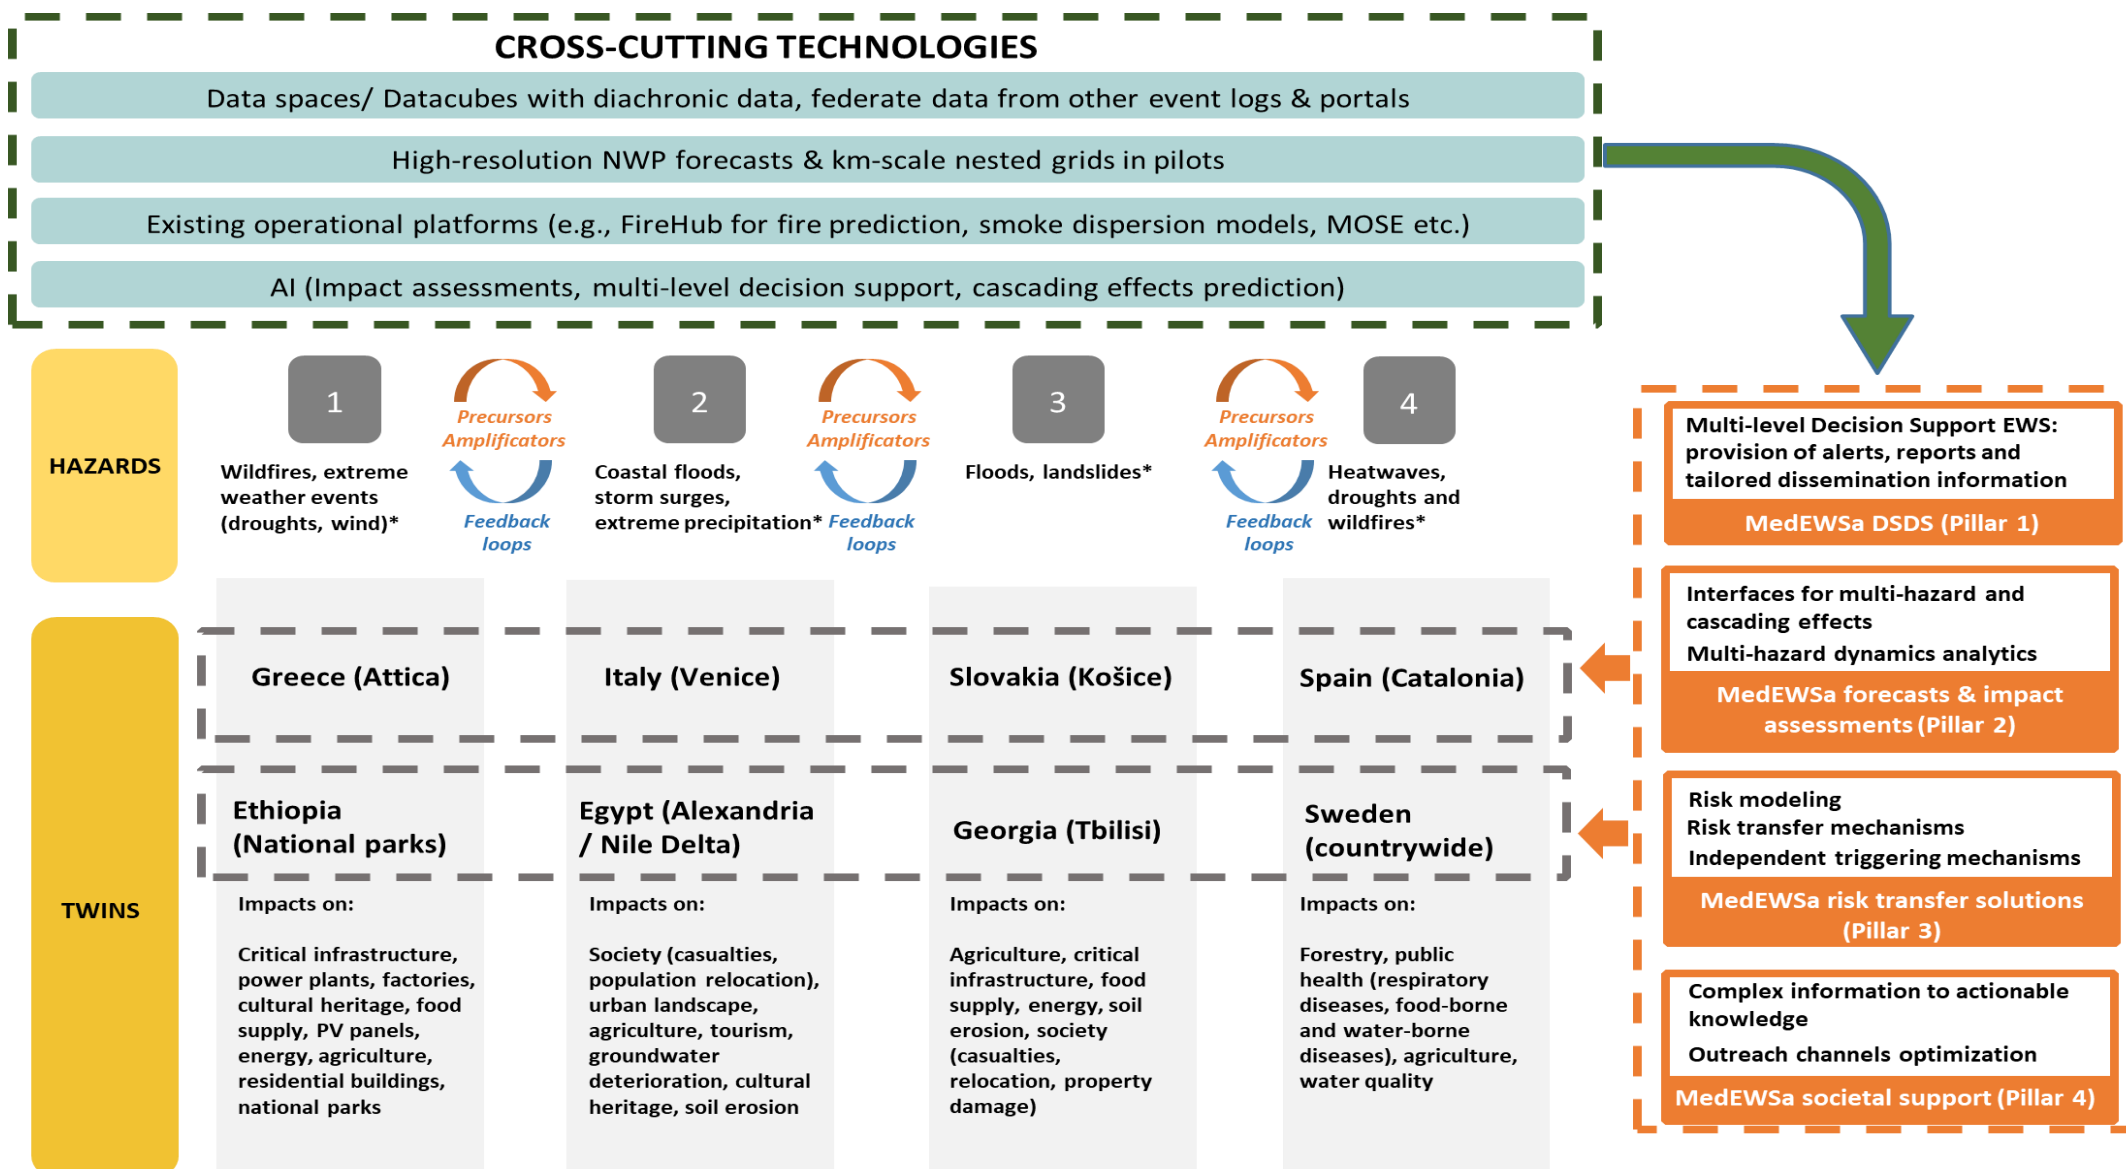 CROSS-CUTTING TECHNOLOGIES
Data spaces/ Datacubes with diachronic data, federate data from other event logs & portals
High-resolution NWP forecasts & km-scale nested grids in pilots
Existing operational platforms (e.g., FireHub for fire prediction, smoke dispersion models, MOSE etc.)
AI (Impact assessments, multi-level decision support, cascading effects prediction)
HAZARDS
1
Wildfires, extreme
weather events
(droughts, wind)*
Precursors
Amplificators
Feedback
loops
2
Coastal floods,
storm surges,
extreme precipitation*
Precursors
Amplificators
Feedback
loops
3
Floods, landslides*
Precursors
Amplificators
Feedback
loops
4
Heatwaves,
droughts and
wildfires*
TWINS
Greece (Attica)
Italy (Venice)
Slovakia (Košice)
Spain (Catalonia)
Ethiopia
(National parks)
Egypt (Alexandria
/ Nile Delta)
Georgia (Tbilisi)
Sweden
(countrywide)
Impacts on:
Critical infrastructure,
power plants, factories,
cultural heritage, food
supply, PV panels,
energy, agriculture,
residential buildings,
national parks
Impacts on:
Society (casualties,
population relocation),
urban landscape,
agriculture, tourism,
groundwater
deterioration, cultural
heritage, soil erosion
Impacts on:
Agriculture, critical
infrastructure, food
supply, energy, soil
erosion, society
(casualties,
relocation, property
damage)
Impacts on:
Forestry, public
health (respiratory
diseases, food-borne
and water-borne
diseases), agriculture,
water quality
Multi-level Decision Support EWS:
provision of alerts, reports and
tailored dissemination information
MedEWSa DSDS (Pillar 1)
Interfaces for multi-hazard and
cascading effects
Multi-hazard dynamics analytics
MedEWSa forecasts & impact
assessments (Pillar 2)
Risk modeling
Risk transfer mechanisms
Independent triggering mechanisms
MedEWSa risk transfer solutions
(Pillar 3)
Complex information to actionable
knowledge
Outreach channels optimization
MedEWSa societal support (Pillar 4)